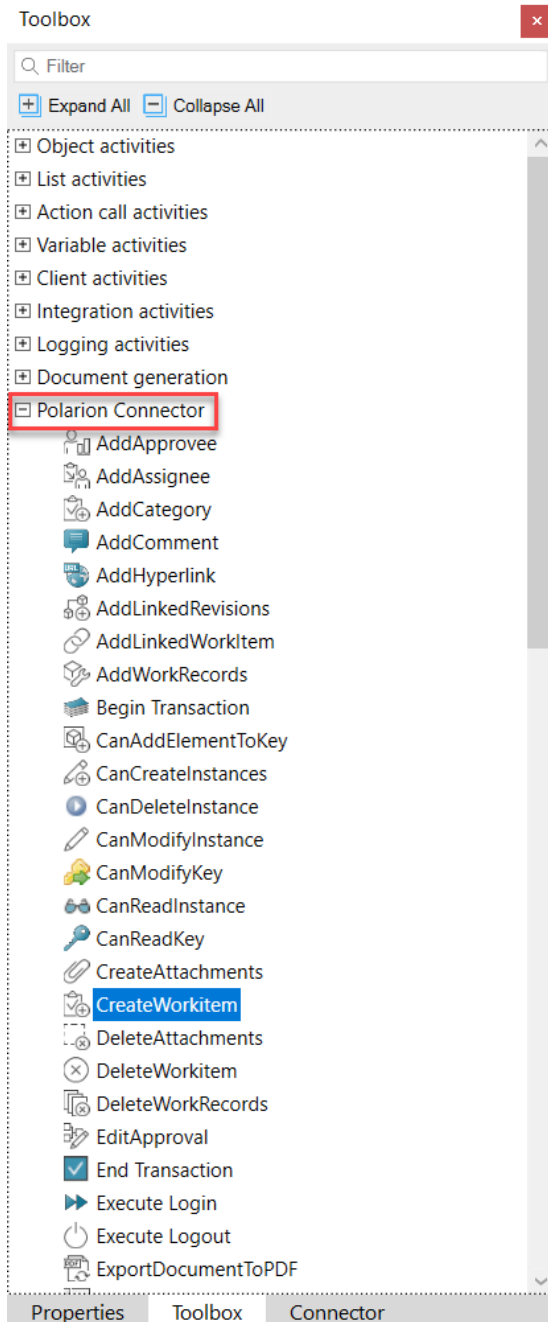 Toolbox
Filter
Expand All Collapse All
Object activities
List activities
Action call activities
Variable activities
Client activities
Integration activities
Logging activities
Document generation
Polarion Connector
AddApprovee
AddAssignee
AddCategory
AddComment
AddHyperlink
AddLinkedRevisions
AddLinkedWorkItem
AddWorkRecords
Begin Transaction
CanAddElementToKey
CanCreateInstances
CanDeleteInstance
CanModifyInstance
CanModifyKey
CanReadInstance
CanReadKey
CreateAttachments
CreateWorkitem
DeleteAttachments
DeleteWorkitem
DeleteWorkRecords
EditApproval
End Transaction
Execute Login
Execute Logout
ExportDocumentToPDF
Properties Toolbox Connector